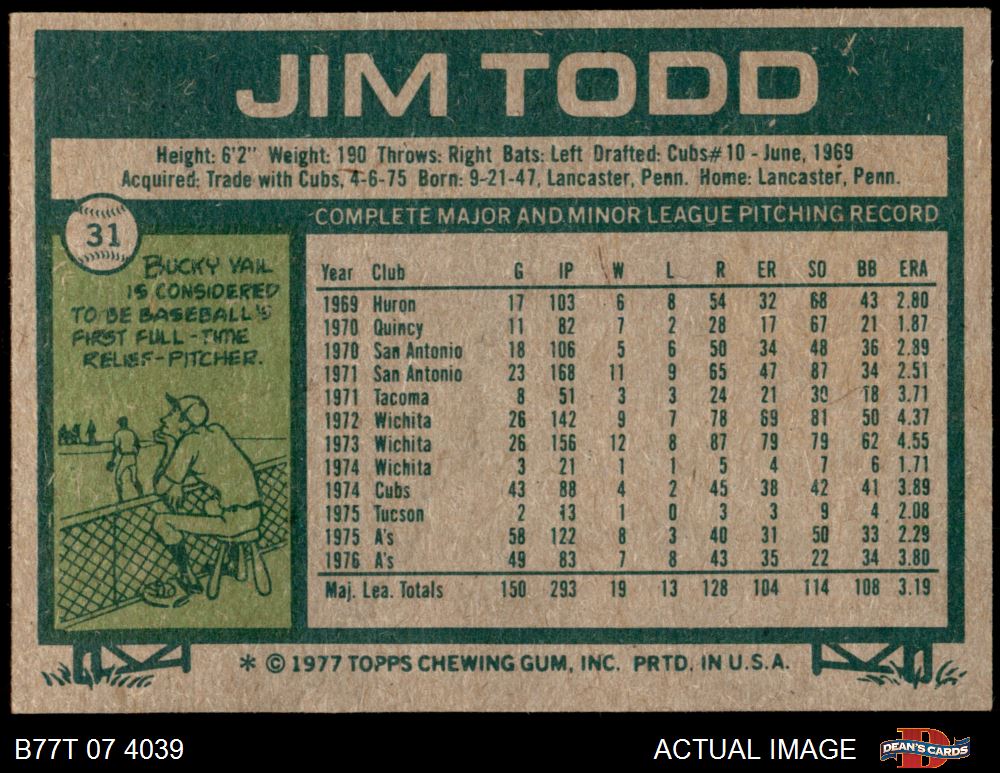 JIM TODD
Height: 6'2" Weight: 190 Throws: Right Bats: Left Drafted: Cubs #10 - June, 1969
Acquired: Trade with Cubs, 4-6-75 Born: 9-21-47, Lancaster, Penn. Home: Lancaster, Penn.
31
BUCKY VAIL
IS CONSIDERED
TO BE BASEBALL'S
FIRST FULL-TIME
RELIEF-PITCHER.
COMPLETE MAJOR AND MINOR LEAGUE PITCHING RECORD
Year Club G IP W L R ER SO BB ERA
1969 Huron 17 103 6 8 54 32 68 43 2.80
1970 Quincy 11 82 7 2 28 17 67 21 1.87
1970 San Antonio 18 106 5 6 50 34 48 36 2.89
1971 San Antonio 23 168 11 9 65 47 87 34 2.51
1971 Tacoma 8 51 3 3 24 21 30 18 3.71
1972 Wichita 26 142 9 7 78 69 81 50 4.37
1973 Wichita 26 156 12 8 87 79 79 62 4.55
1974 Wichita 3 21 1 1 5 4 7 6 1.71
1974 Cubs 43 88 4 2 45 38 42 41 3.89
1975 Tucson 2 13 1 0 3 3 9 4 2.08
1975 A's 58 122 8 3 40 31 50 33 2.29
1976 A's 49 83 7 8 43 35 22 34 3.80
Maj. Lea. Totals 150 293 19 13 128 104 114 108 3.19
* © 1977 TOPPS CHEWING GUM, INC. PRTD. IN U.S.A.
B77T 07 4039
ACTUAL IMAGE
D
DEAN'S CARDS